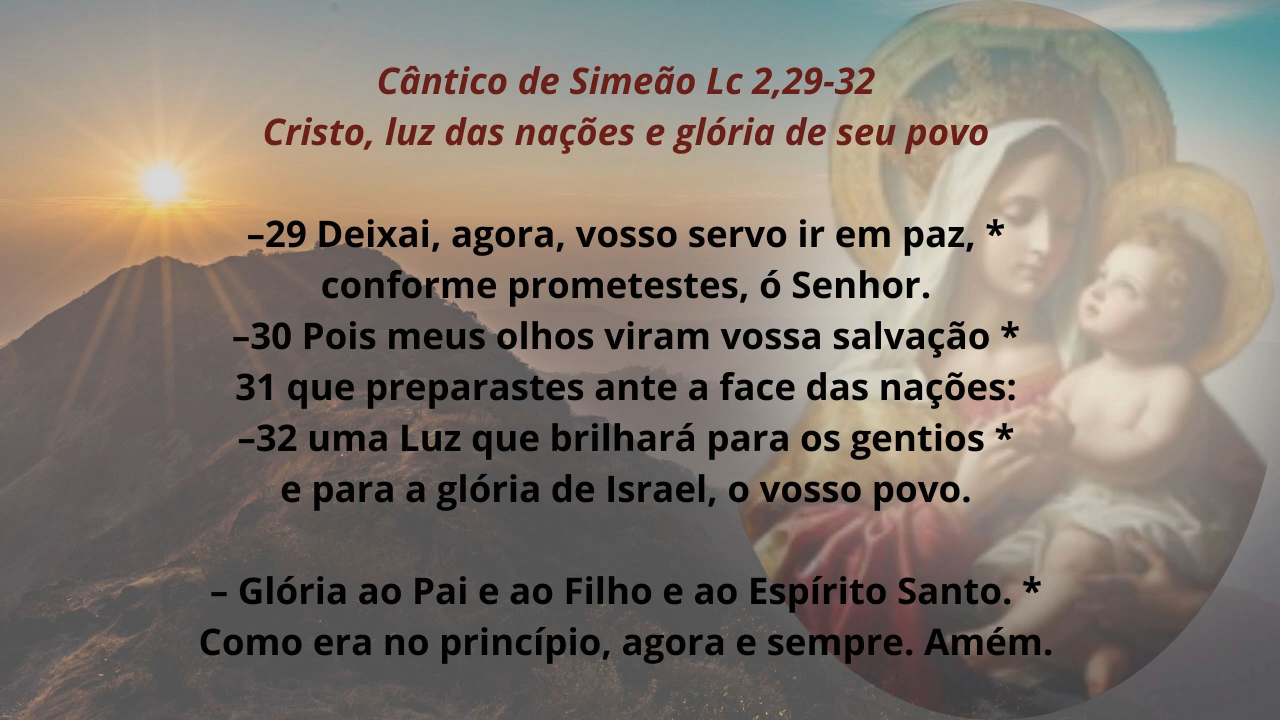 Cântico de Simeão Lc 2,29-32
Cristo, luz das nações e glória de seu povo
–29 Deixai, agora, vosso servo ir em paz, *
conforme prometestes, ó Senhor.
–30 Pois meus olhos viram vossa salvação *
31 que preparastes ante a face das nações:
–32 uma Luz que brilhará para os gentios *
e para a glória de Israel, o vosso povo.
– Glória ao Pai e ao Filho e ao Espírito Santo. *
Como era no princípio, agora e sempre. Amém.